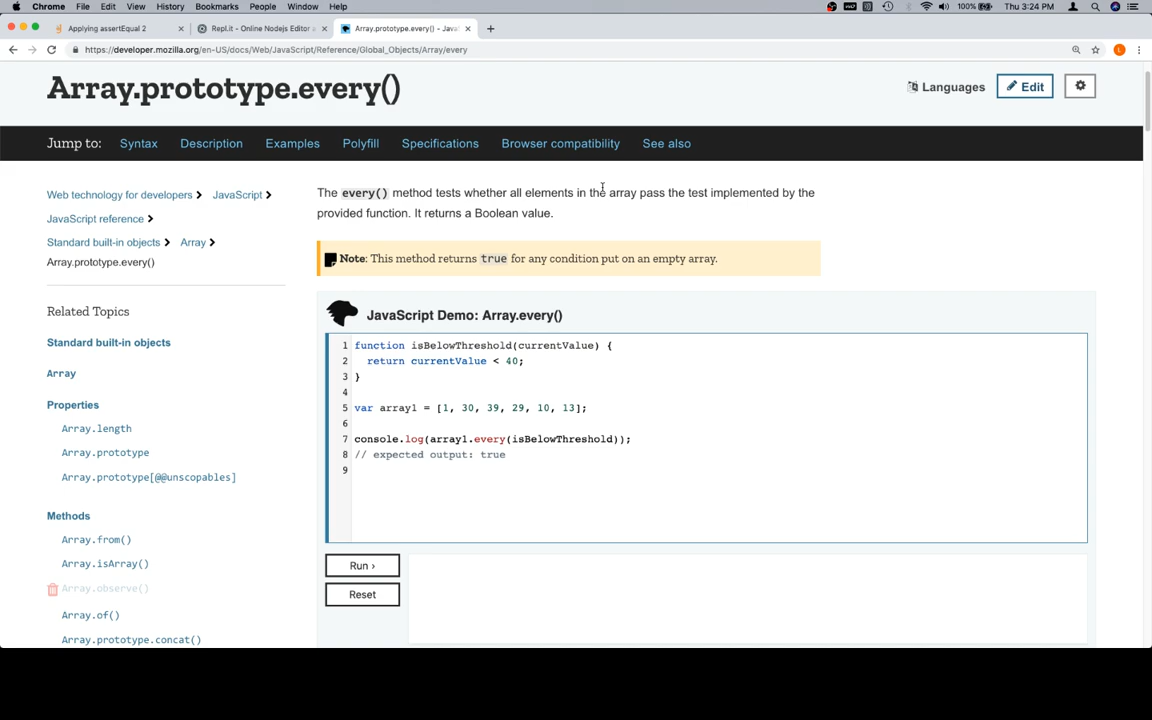 Chrome File Edit View History Bookmarks People Window Help 100% Thu 3:24 PM
Applying assertEqual 2 × Repl.it - Online Nodejs Editor a × Array.prototype.every() - JavaS × +
https://developer.mozilla.org/en-US/docs/Web/JavaScript/Reference/Global_Objects/Array/every
Array.prototype.every()
Languages
Edit
Jump to: Syntax Description Examples Polyfill Specifications Browser compatibility See also
Web technology for developers
JavaScript
JavaScript reference
Standard built-in objects
Array
Array.prototype.every()
Related Topics
Standard built-in objects
Array
Properties
Array.length
Array.prototype
Array.prototype[@@unscopables]
Methods
Array.from()
Array.isArray()
Array.observe()
Array.of()
Array.prototype.concat()
The every() method tests whether all elements in the array pass the test implemented by the
provided function. It returns a Boolean value.
Note: This method returns true for any condition put on an empty array.
JavaScript Demo: Array.every()
1 function isBelowThreshold(currentValue) {
2 return currentValue < 40;
3 }
4
5 var array1 = [1, 30, 39, 29, 10, 13];
6
7 console.log(array1.every(isBelowThreshold));
8 // expected output: true
9
Run ›
Reset